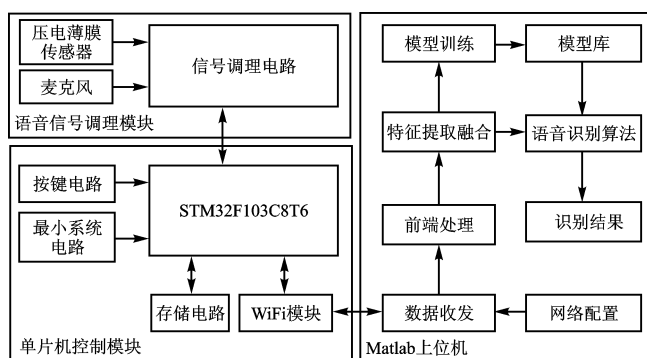 压电薄膜
传感器
麦克风
信号调理电路
语音信号调理模块
按键电路
最小系统
电路
STM32F103C8T6
存储电路
WiFi模块
单片机控制模块
模型训练
模型库
特征提取融合
语音识别算法
前端处理
识别结果
数据收发
网络配置
Matlab上位机